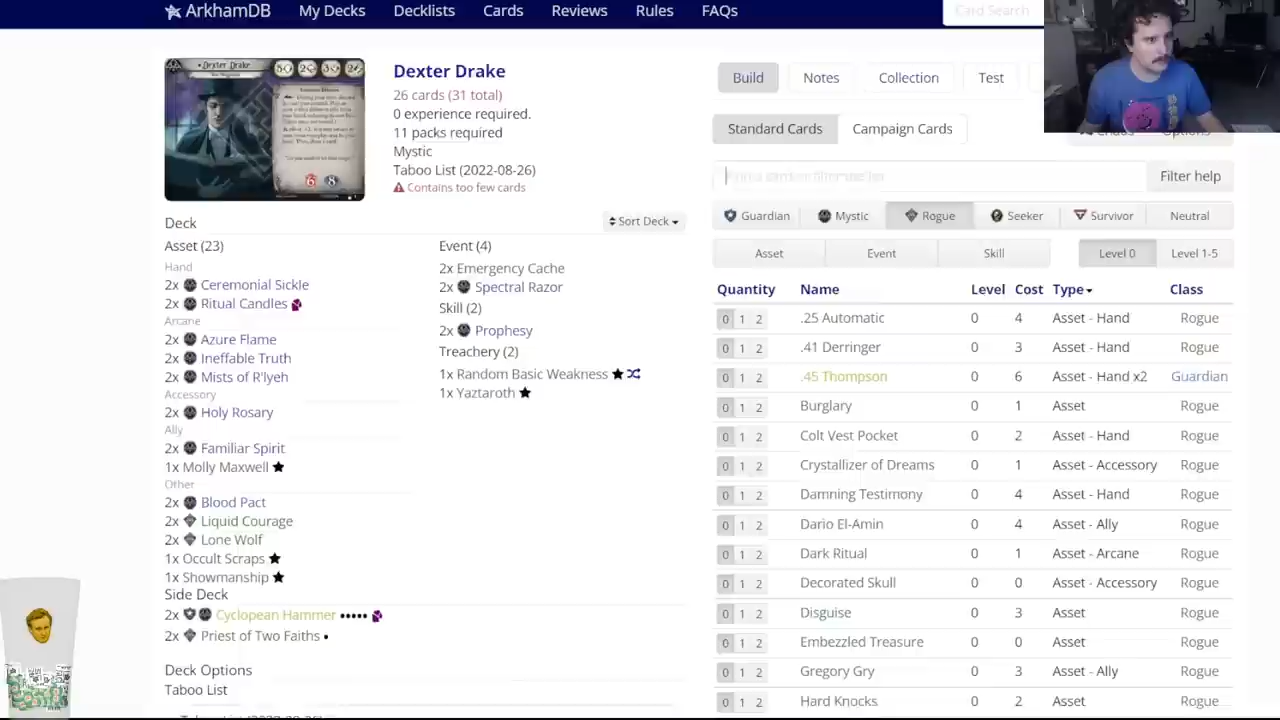 ArkhamDB My Decks Decklists Cards Reviews Rules FAQs Card Search
Dexter Drake
26 cards (31 total)
0 experience required.
11 packs required
Mystic
Taboo List (2022-08-26)
Contains too few cards
Deck
Sort Deck
Asset (23)
Hand
2x Ceremonial Sickle
2x Ritual Candles
Arcane
2x Azure Flame
2x Ineffable Truth
2x Mists of R'lyeh
Accessory
2x Holy Rosary
Ally
2x Familiar Spirit
1x Molly Maxwell ★
Other
2x Blood Pact
2x Liquid Courage
2x Lone Wolf
1x Occult Scraps ★
1x Showmanship ★
Side Deck
2x Cyclopean Hammer •••••
2x Priest of Two Faiths •
Deck Options
Taboo List
Event (4)
2x Emergency Cache
2x Spectral Razor
Skill (2)
2x Prophesy
Treachery (2)
1x Random Basic Weakness ★
1x Yaztaroth ★
Build Notes Collection Test
Standard Cards Campaign Cards
Options
Filter help
Guardian Mystic Rogue Seeker Survivor Neutral
Asset Event Skill Level 0 Level 1-5
Quantity Name Level Cost Type Class
0 1 2 .25 Automatic 0 4 Asset - Hand Rogue
0 1 2 .41 Derringer 0 3 Asset - Hand Rogue
0 1 2 .45 Thompson 0 6 Asset - Hand x2 Guardian
0 1 2 Burglary 0 1 Asset Rogue
0 1 2 Colt Vest Pocket 0 2 Asset - Hand Rogue
0 1 2 Crystallizer of Dreams 0 1 Asset - Accessory Rogue
0 1 2 Damning Testimony 0 4 Asset - Hand Rogue
0 1 2 Dario El-Amin 0 4 Asset - Ally Rogue
0 1 2 Dark Ritual 0 1 Asset - Arcane Rogue
0 1 2 Decorated Skull 0 0 Asset - Accessory Rogue
0 1 2 Disguise 0 3 Asset Rogue
0 1 2 Embezzled Treasure 0 0 Asset Rogue
0 1 2 Gregory Gry 0 3 Asset - Ally Rogue
0 1 2 Hard Knocks 0 2 Asset Rogue